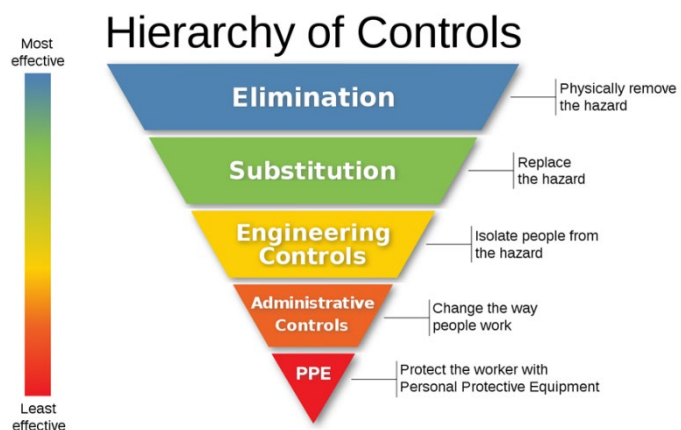 Hierarchy of Controls
Most
effective
Elimination
Physically remove
the hazard
Substitution
Replace
the hazard
Engineering
Controls
Isolate people from
the hazard
Administrative
Controls
Change the way
people work
PPE
Protect the worker with
Personal Protective Equipment
Least
effective